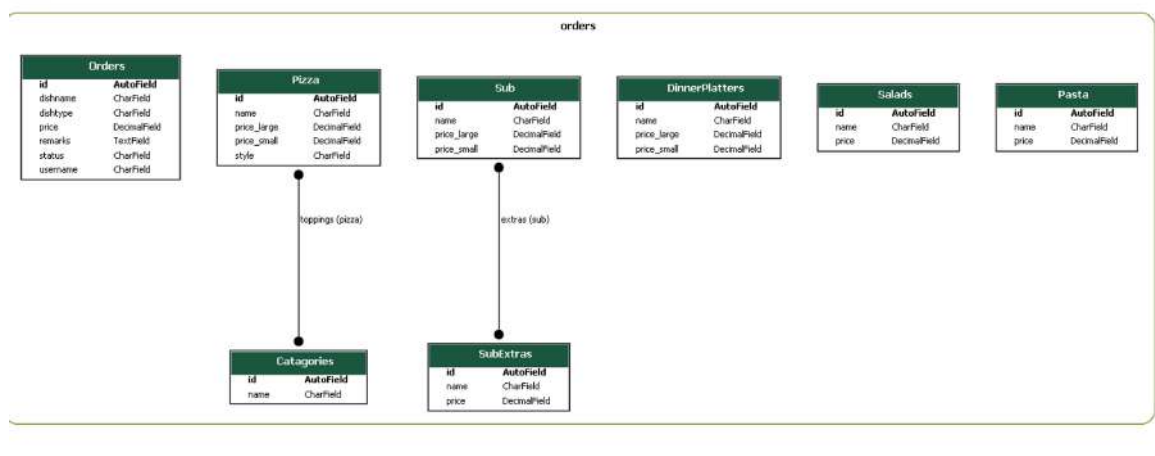 orders
Orders
id AutoField
dishname CharField
dishtype CharField
price DecimalField
remarks TextField
status CharField
username CharField
Pizza
id AutoField
name CharField
price_large DecimalField
price_small DecimalField
style CharField
Sub
id AutoField
name CharField
price_large DecimalField
price_small DecimalField
DinnerPlatters
id AutoField
name CharField
price_large DecimalField
price_small DecimalField
Salads
id AutoField
name CharField
price DecimalField
Pasta
id AutoField
name CharField
price DecimalField
toppings (pizza)
extras (sub)
Catagories
id AutoField
name CharField
SubExtras
id AutoField
name CharField
price DecimalField